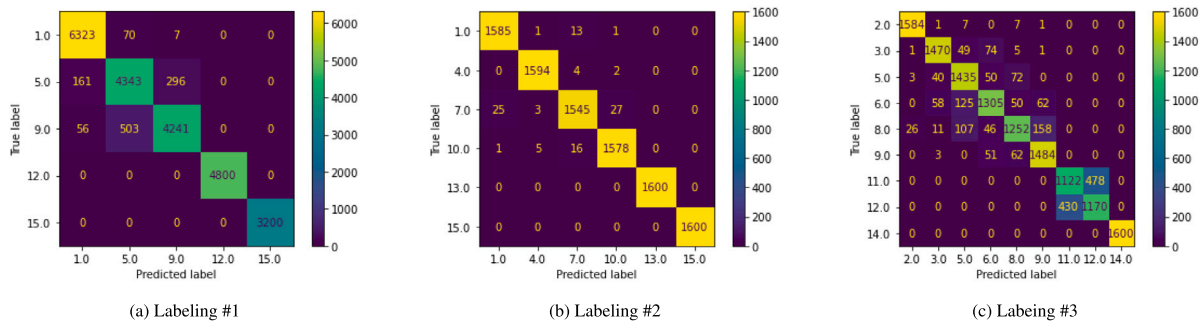 1.0 6323 70 7 0 0
5.0 161 4343 296 0 0
9.0 56 503 4241 0 0
12.0 0 0 0 4800 0
15.0 0 0 0 0 3200
1.0 5.0 9.0 12.0 15.0
True label
Predicted label
6000
5000
4000
3000
2000
1000
0
(a) Labeling #1
1.0 1585 1 13 1 0 0
4.0 0 1594 4 2 0 0
7.0 25 3 1545 27 0 0
10.0 1 5 16 1578 0 0
13.0 0 0 0 0 1600 0
15.0 0 0 0 0 0 1600
1.0 4.0 7.0 10.0 13.0 15.0
True label
Predicted label
1600
1400
1200
1000
800
600
400
200
0
(b) Labeling #2
2.0 1584 1 7 0 7 1 0 0 0
3.0 1 1470 49 74 5 1 0 0 0
5.0 3 40 1435 50 72 0 0 0 0
6.0 0 58 125 1305 50 62 0 0 0
8.0 26 11 107 46 1252 158 0 0 0
9.0 0 3 0 51 62 1484 0 0 0
11.0 0 0 0 0 0 0 1122 478 0
12.0 0 0 0 0 0 0 430 1170 0
14.0 0 0 0 0 0 0 0 0 1600
2.0 3.0 5.0 6.0 8.0 9.0 11.0 12.0 14.0
True label
Predicted label
1600
1400
1200
1000
800
600
400
200
0
(c) Labeing #3